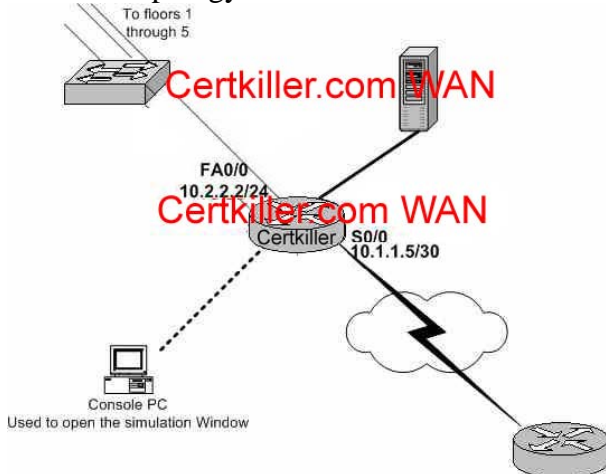 To floors 1
through 5
Certkiller.com WAN
FA0/0
10.2.2.2/24
Certkiller.com WAN
Certkiller
S0/0
10.1.1.5/30
Console PC
Used to open the simulation Window